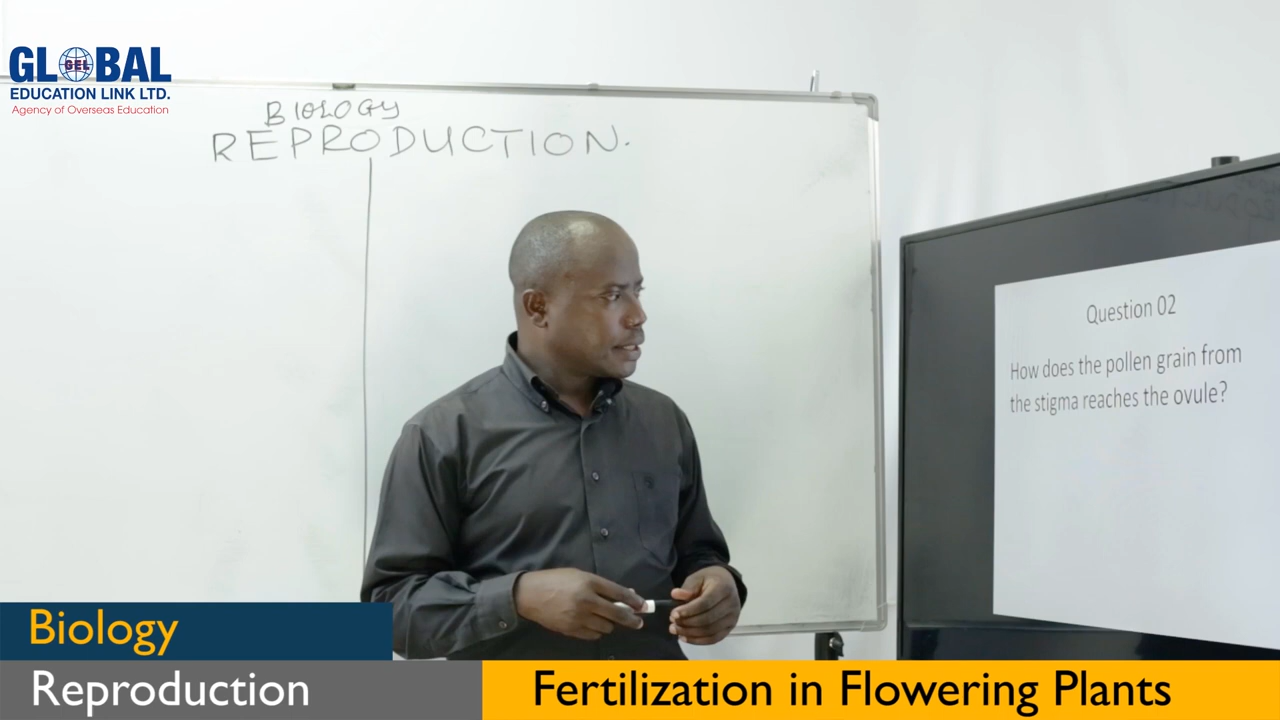 GLOBAL
GEL
EDUCATION LINK LTD.
Agency of Overseas Education
BIOLOGY
REPRODUCTION.
Question 02
How does the pollen grain from
the stigma reaches the ovule?
Biology
Reproduction
Fertilization in Flowering Plants